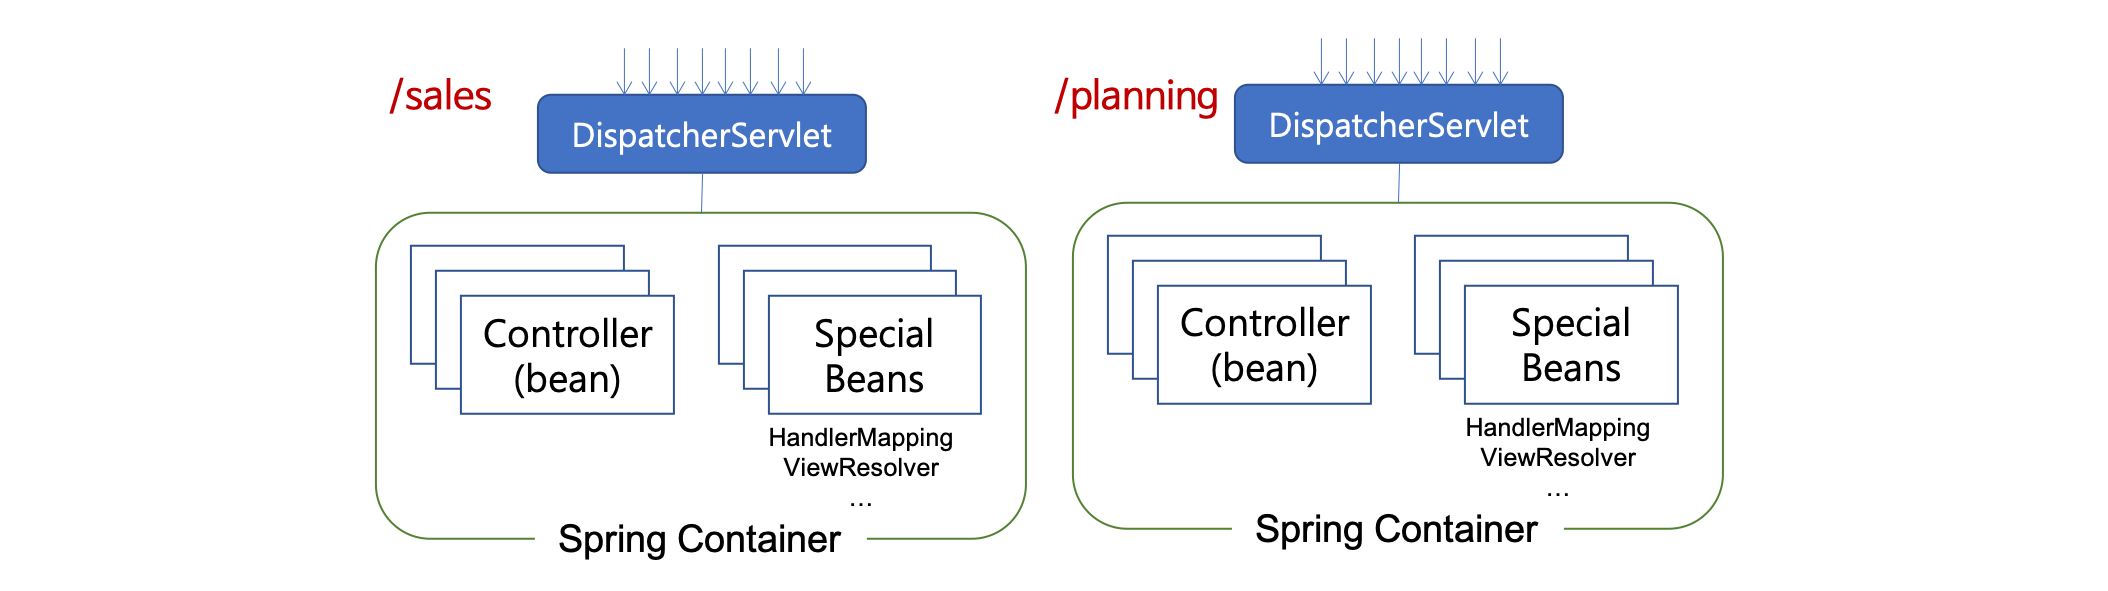 /sales
DispatcherServlet
Controller
(bean)
Special
Beans
HandlerMapping
ViewResolver
...
Spring Container
/planning
DispatcherServlet
Controller
(bean)
Special
Beans
HandlerMapping
ViewResolver
...
Spring Container